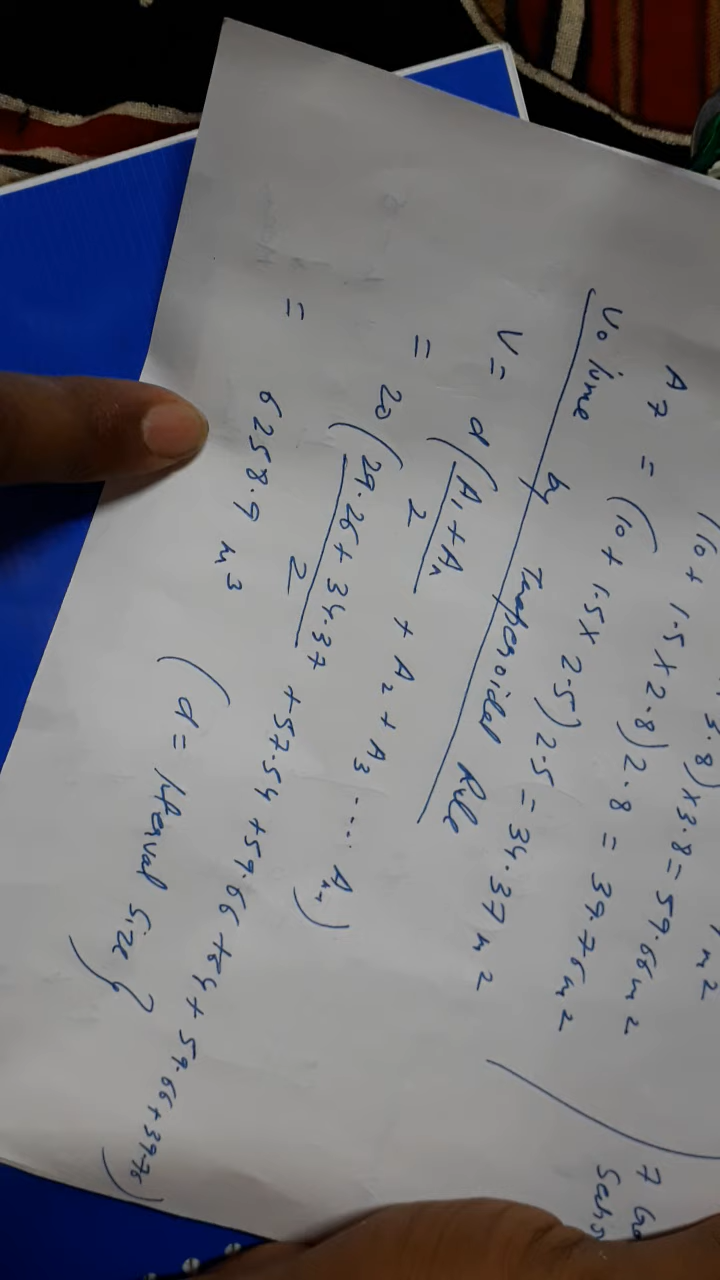 3.8) × 3.8 = 59.66 m2
(10 + 1.5 × 2.8) 2.8 = 39.76 m2
A7 = (10 + 1.5 × 2.5) 2.5 = 34.37 m2
7
Volume by Trapezoidal Rule
V = d (A1 + An / 2 + A2 + A3 .... An-1)
= 20 (29.26 + 34.37 / 2 + 57.54 + 59.66 + 54 + 59.66 + 39.76)
= 6258.9 m3
(d = Interval Size)